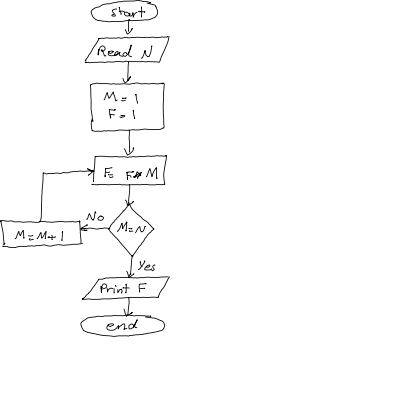 start
Read N
M = 1
F = 1
F = F * M
M = N
No
M = M + 1
Yes
Print F
end